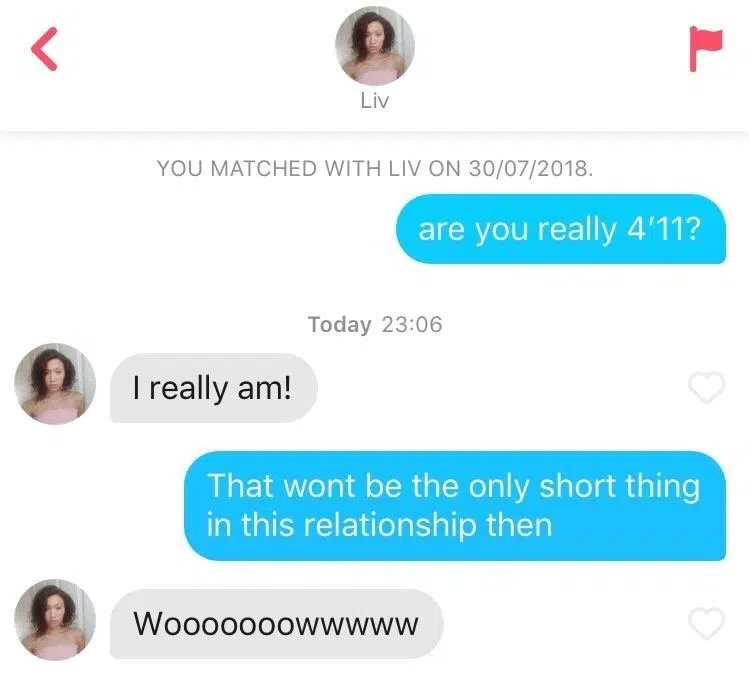 Liv
YOU MATCHED WITH LIV ON 30/07/2018.
are you really 4'11?
Today 23:06
I really am!
That wont be the only short thing
in this relationship then
Wooooooowwwww